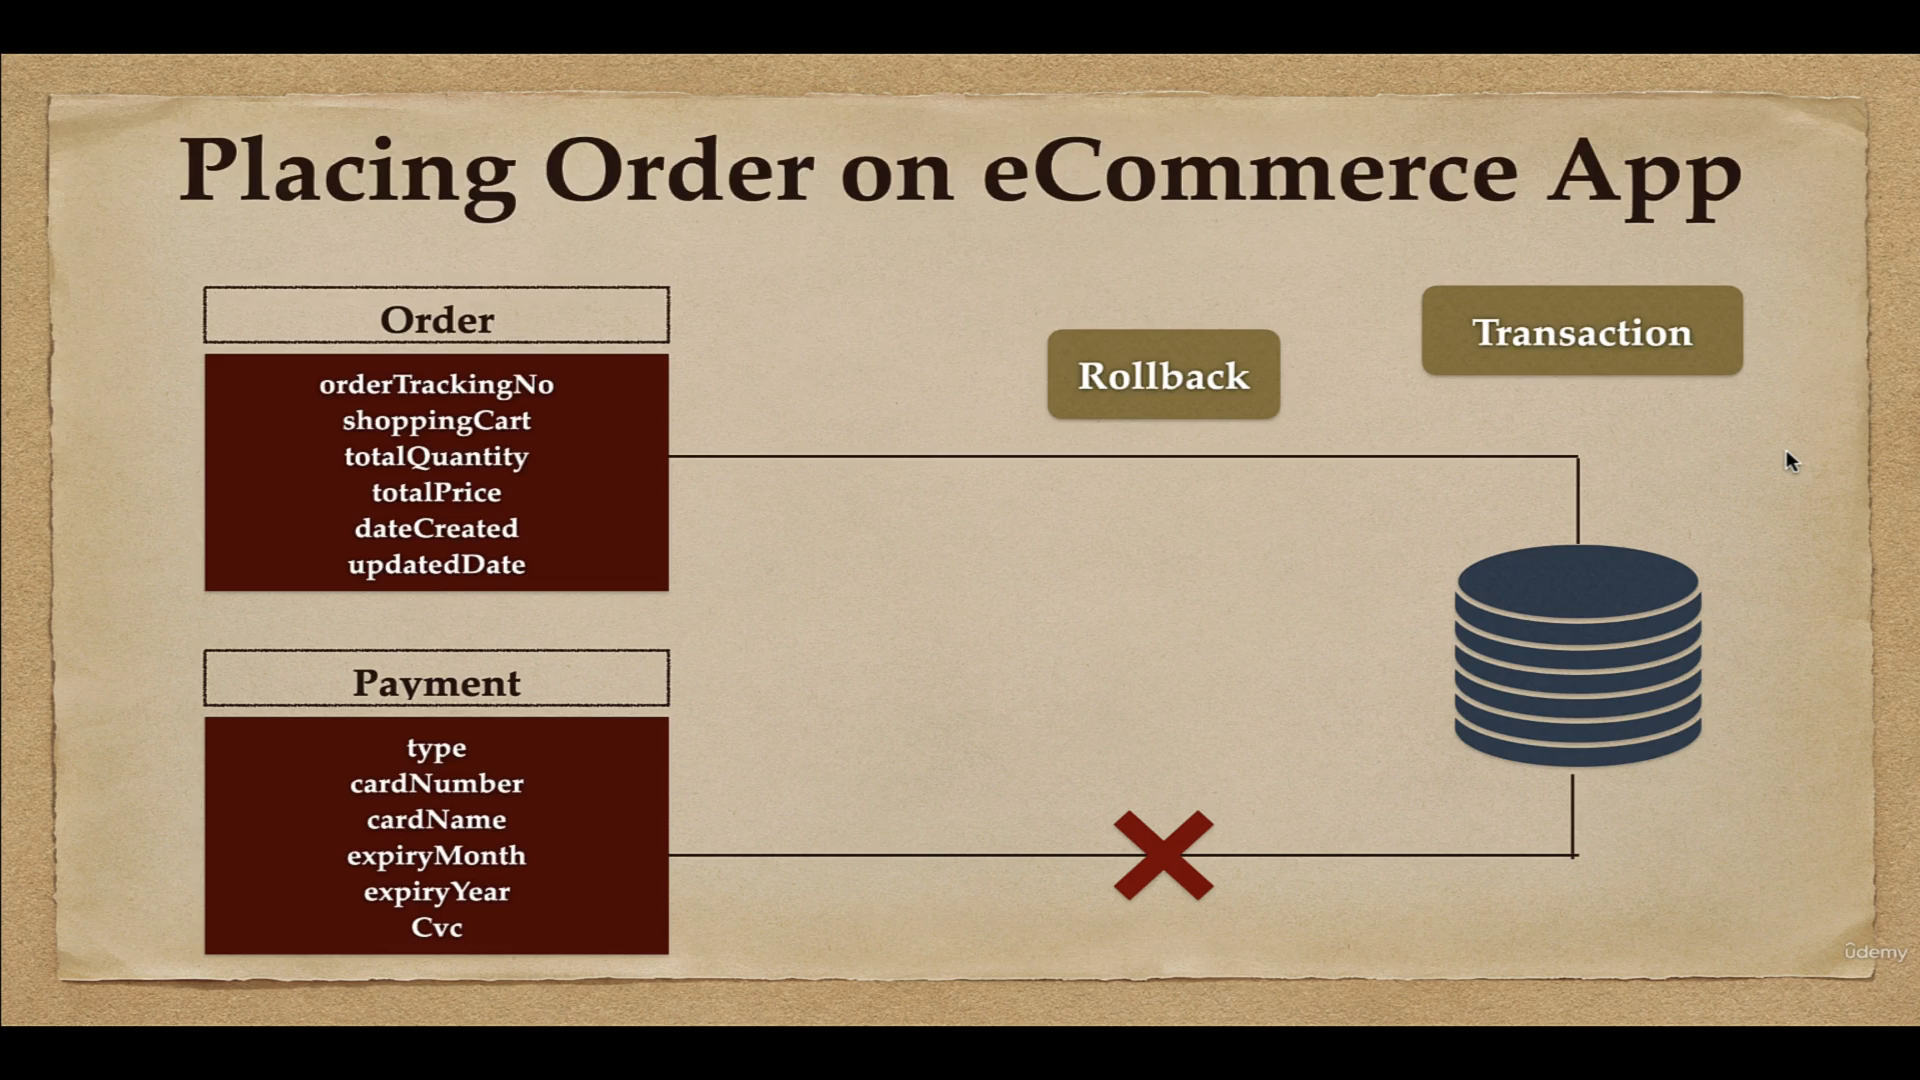 Placing Order on eCommerce App
Order
orderTrackingNo
shoppingCart
totalQuantity
totalPrice
dateCreated
updatedDate
Rollback
Transaction
Payment
type
cardNumber
cardName
expiryMonth
expiryYear
Cvc
ûdemy